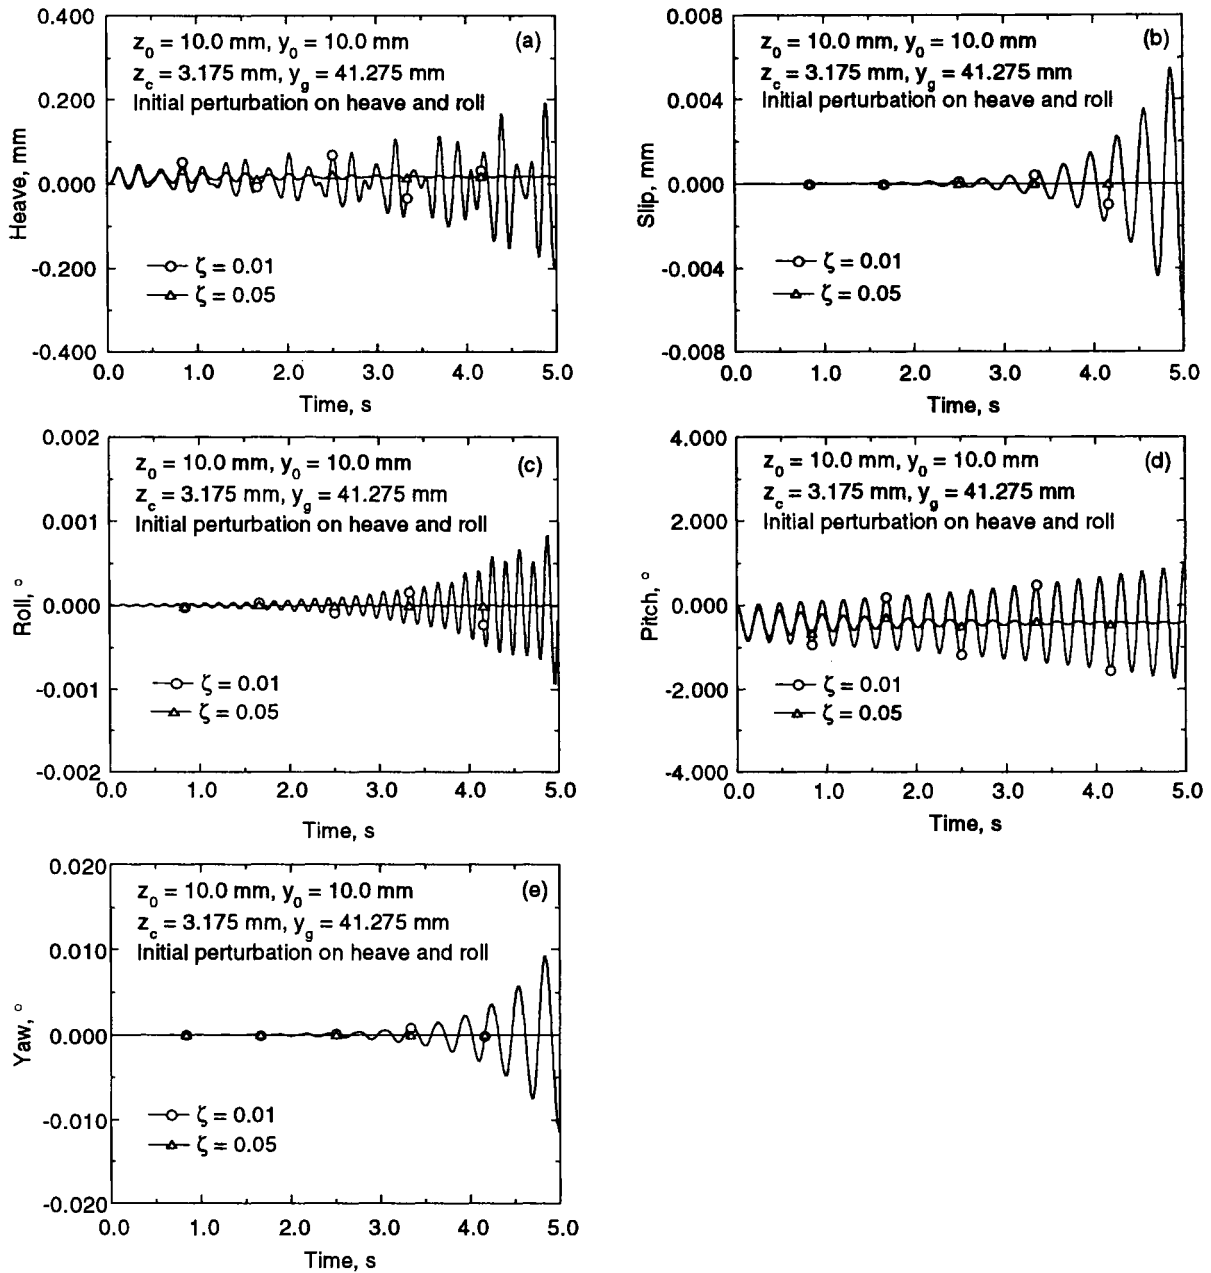 (a)
z₀ = 10.0 mm, y₀ = 10.0 mm
z_c = 3.175 mm, y_g = 41.275 mm
Initial perturbation on heave and roll
0.400
0.200
0.000
-0.200
-0.400
Heave, mm
ζ = 0.01
ζ = 0.05
0.0 1.0 2.0 3.0 4.0 5.0
Time, s
(b)
z₀ = 10.0 mm, y₀ = 10.0 mm
z_c = 3.175 mm, y_g = 41.275 mm
Initial perturbation on heave and roll
0.008
0.004
0.000
-0.004
-0.008
Slip, mm
ζ = 0.01
ζ = 0.05
0.0 1.0 2.0 3.0 4.0 5.0
Time, s
(c)
z₀ = 10.0 mm, y₀ = 10.0 mm
z_c = 3.175 mm, y_g = 41.275 mm
Initial perturbation on heave and roll
0.002
0.001
0.000
-0.001
-0.002
Roll, °
ζ = 0.01
ζ = 0.05
0.0 1.0 2.0 3.0 4.0 5.0
Time, s
(d)
z₀ = 10.0 mm, y₀ = 10.0 mm
z_c = 3.175 mm, y_g = 41.275 mm
Initial perturbation on heave and roll
4.000
2.000
0.000
-2.000
-4.000
Pitch, °
ζ = 0.01
ζ = 0.05
0.0 1.0 2.0 3.0 4.0 5.0
Time, s
(e)
z₀ = 10.0 mm, y₀ = 10.0 mm
z_c = 3.175 mm, y_g = 41.275 mm
Initial perturbation on heave and roll
0.020
0.010
0.000
-0.010
-0.020
Yaw, °
ζ = 0.01
ζ = 0.05
0.0 1.0 2.0 3.0 4.0 5.0
Time, s